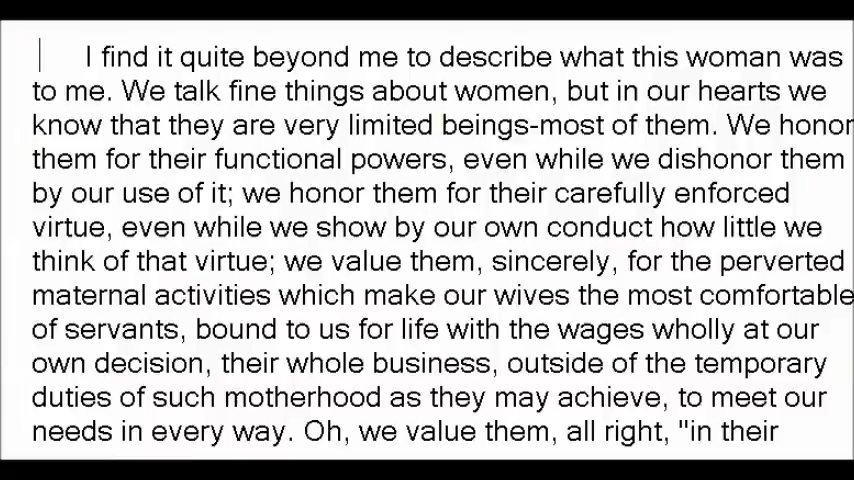 I find it quite beyond me to describe what this woman was
to me. We talk fine things about women, but in our hearts we
know that they are very limited beings-most of them. We honor
them for their functional powers, even while we dishonor them
by our use of it; we honor them for their carefully enforced
virtue, even while we show by our own conduct how little we
think of that virtue; we value them, sincerely, for the perverted
maternal activities which make our wives the most comfortable
of servants, bound to us for life with the wages wholly at our
own decision, their whole business, outside of the temporary
duties of such motherhood as they may achieve, to meet our
needs in every way. Oh, we value them, all right, "in their